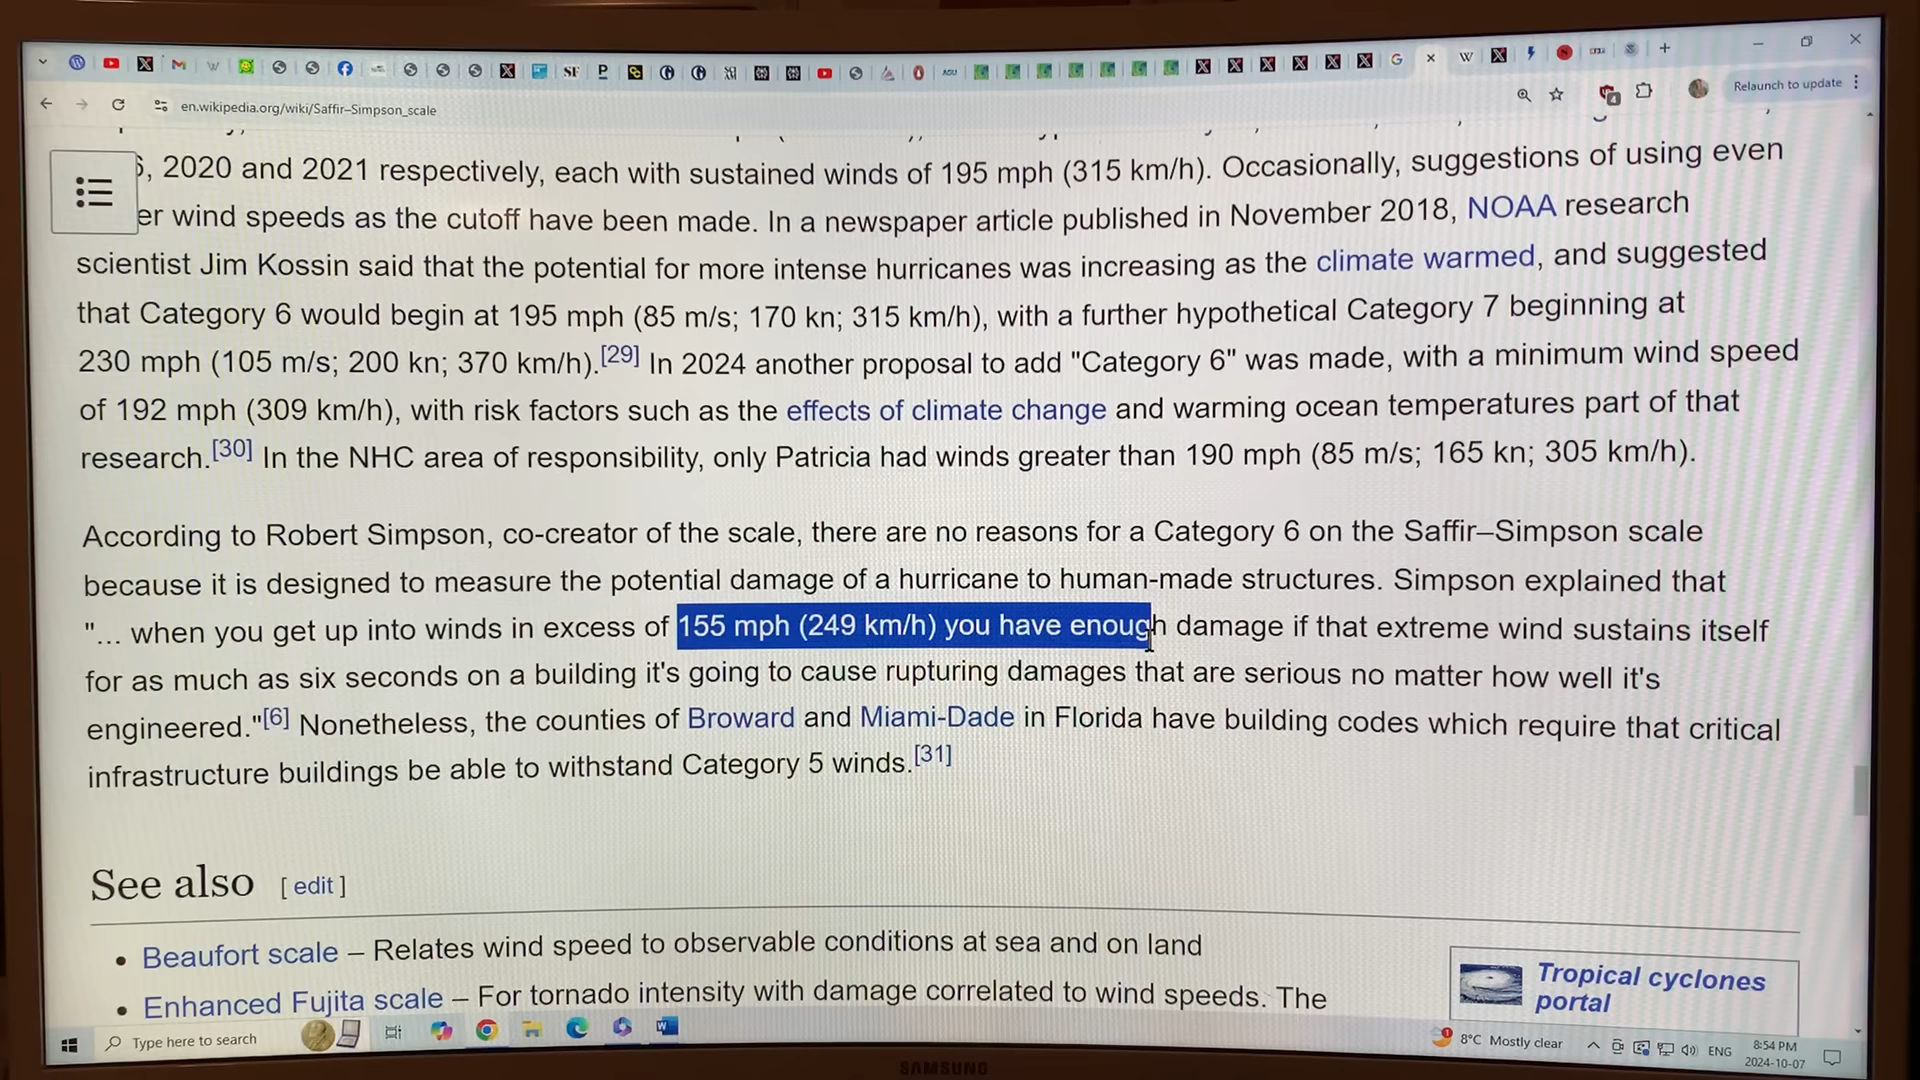 en.wikipedia.org/wiki/Saffir–Simpson_scale
Relaunch to update
6, 2020 and 2021 respectively, each with sustained winds of 195 mph (315 km/h). Occasionally, suggestions of using even
er wind speeds as the cutoff have been made. In a newspaper article published in November 2018, NOAA research
scientist Jim Kossin said that the potential for more intense hurricanes was increasing as the climate warmed, and suggested
that Category 6 would begin at 195 mph (85 m/s; 170 kn; 315 km/h), with a further hypothetical Category 7 beginning at
230 mph (105 m/s; 200 kn; 370 km/h).[29] In 2024 another proposal to add "Category 6" was made, with a minimum wind speed
of 192 mph (309 km/h), with risk factors such as the effects of climate change and warming ocean temperatures part of that
research.[30] In the NHC area of responsibility, only Patricia had winds greater than 190 mph (85 m/s; 165 kn; 305 km/h).
According to Robert Simpson, co-creator of the scale, there are no reasons for a Category 6 on the Saffir–Simpson scale
because it is designed to measure the potential damage of a hurricane to human-made structures. Simpson explained that
"... when you get up into winds in excess of 155 mph (249 km/h) you have enough damage if that extreme wind sustains itself
for as much as six seconds on a building it's going to cause rupturing damages that are serious no matter how well it's
engineered."[6] Nonetheless, the counties of Broward and Miami-Dade in Florida have building codes which require that critical
infrastructure buildings be able to withstand Category 5 winds.[31]
See also [ edit ]
• Beaufort scale – Relates wind speed to observable conditions at sea and on land
• Enhanced Fujita scale – For tornado intensity with damage correlated to wind speeds. The
Tropical cyclones
portal
Type here to search
8°C Mostly clear
ENG
8:54 PM
2024-10-07
SAMSUNG